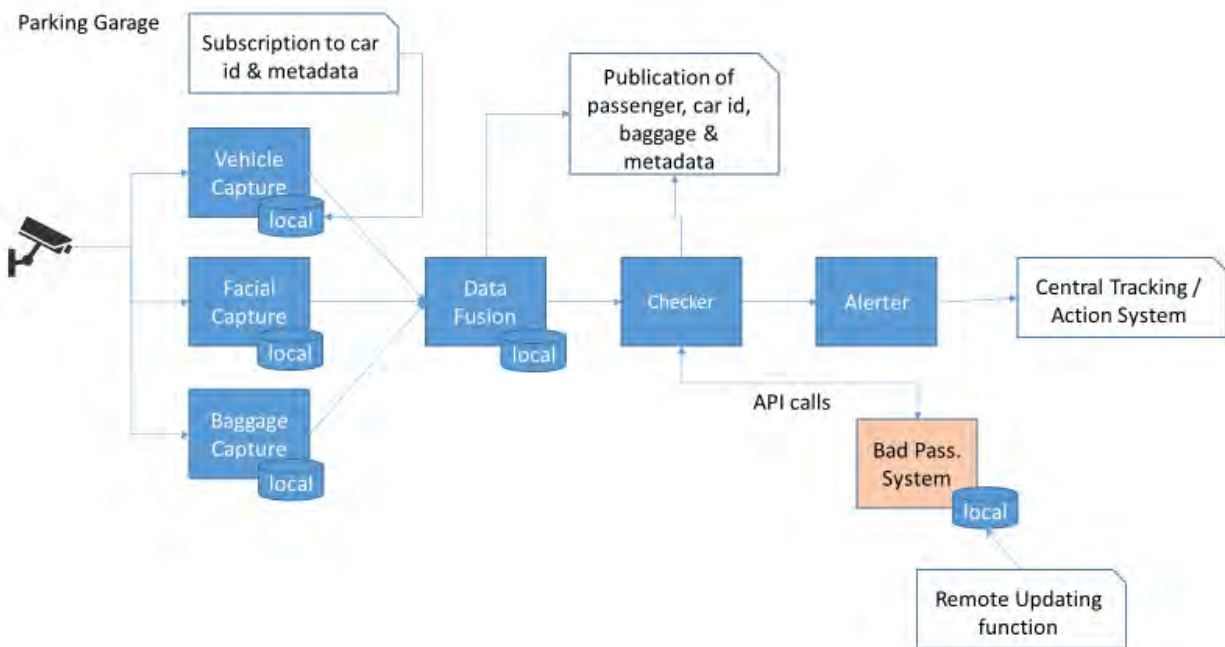 Parking Garage
Subscription to car
id & metadata
Publication of
passenger, car id,
baggage &
metadata
Vehicle
Capture
local
Facial
Capture
local
Baggage
Capture
local
Data
Fusion
local
Checker
Alerter
Central Tracking /
Action System
API calls
Bad Pass.
System
local
Remote Updating
function